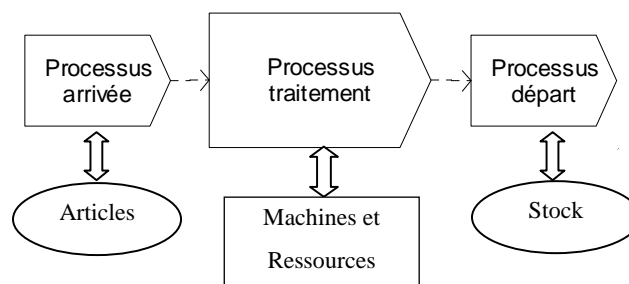 Processus
arrivée
Processus
traitement
Processus
départ
Articles
Machines et
Ressources
Stock